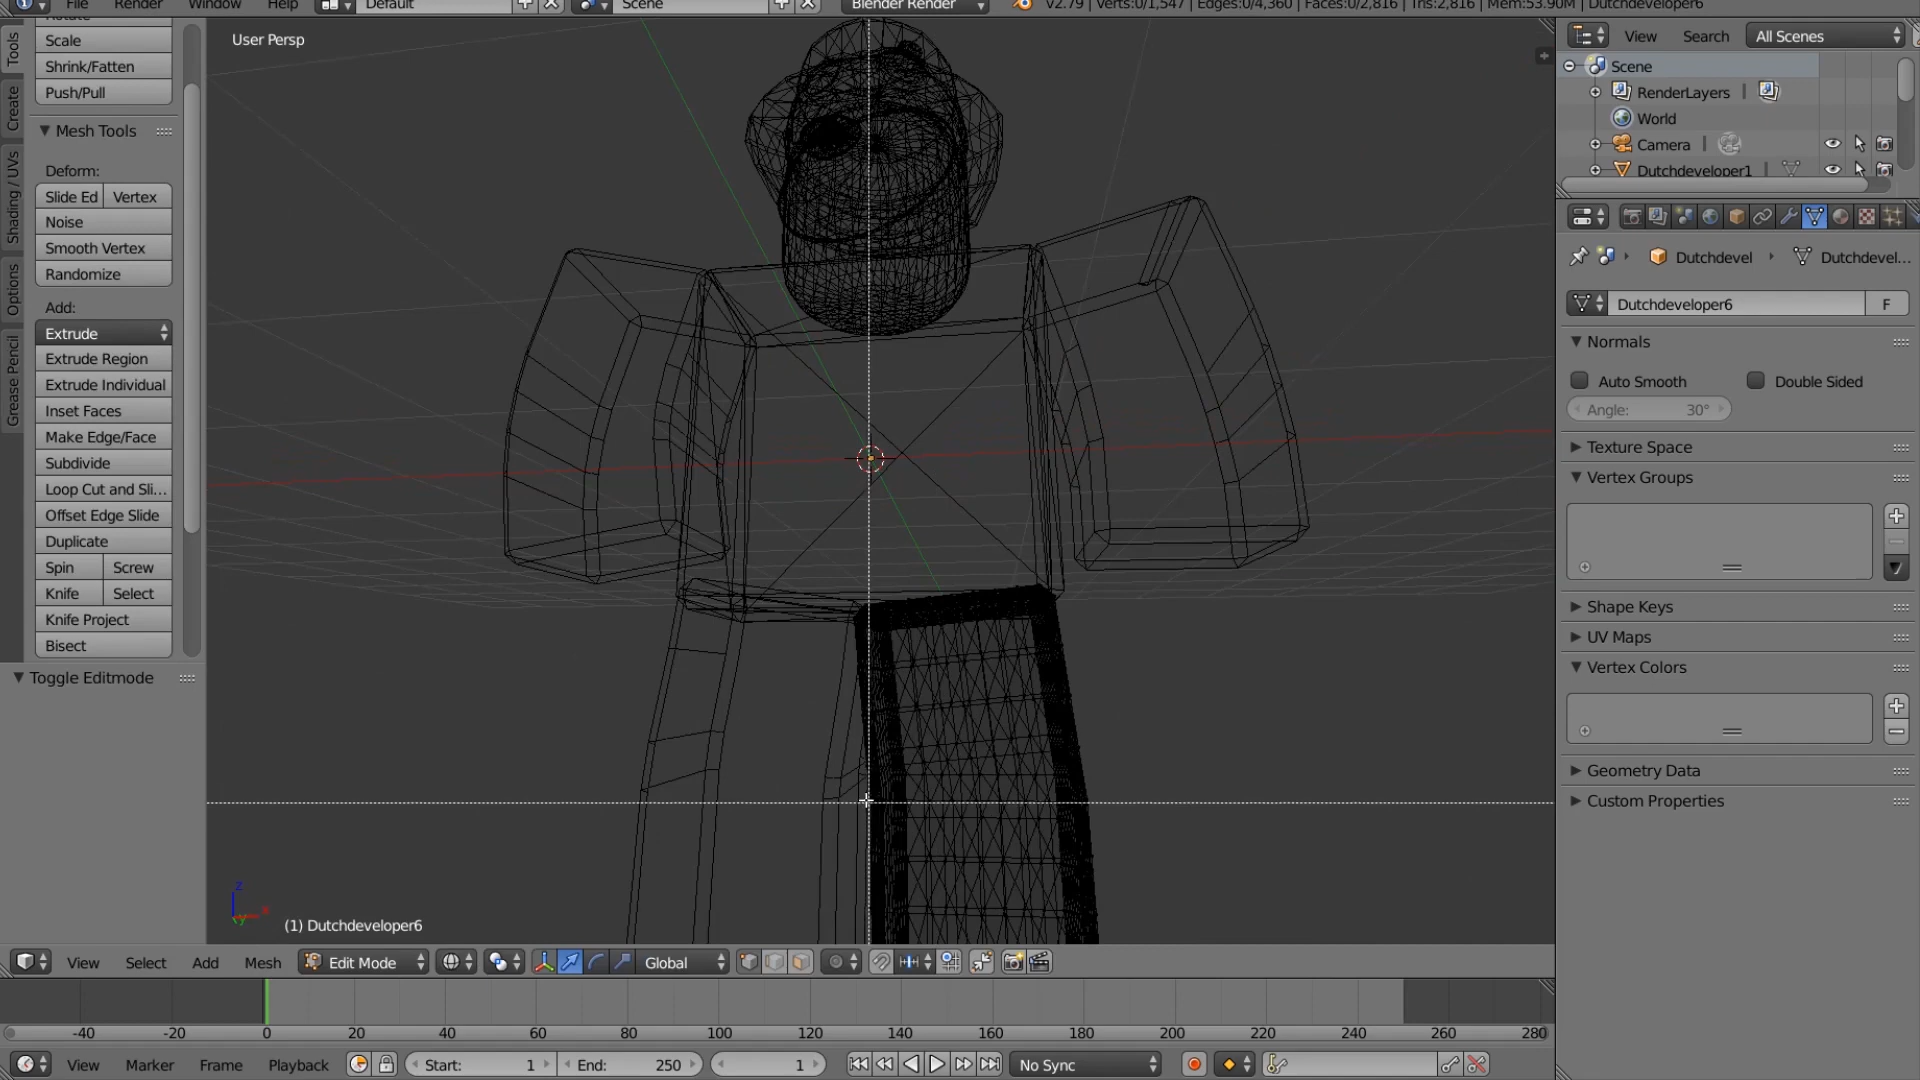 File Render Window Help Default Scene Blender Render v2.79 | Verts:0/1,547 | Edges:0/4,360 | Faces:0/2,816 | Tris:2,816 | Mem:53.90M | Dutchdeveloper6
Scale
Shrink/Fatten
Push/Pull
Mesh Tools
Deform:
Slide Ed Vertex
Noise
Smooth Vertex
Randomize
Add:
Extrude
Extrude Region
Extrude Individual
Inset Faces
Make Edge/Face
Subdivide
Loop Cut and Sli...
Offset Edge Slide
Duplicate
Spin Screw
Knife Select
Knife Project
Bisect
Toggle Editmode
Tools
Create
Shading / UVs
Options
Grease Pencil
User Persp
(1) Dutchdeveloper6
View Search All Scenes
Scene
RenderLayers
World
Camera
Dutchdeveloper1
Dutchdevel Dutchdevel...
Dutchdeveloper6 F
Normals
Auto Smooth Double Sided
Angle: 30°
Texture Space
Vertex Groups
Shape Keys
UV Maps
Vertex Colors
Geometry Data
Custom Properties
View Select Add Mesh Edit Mode Global
-40 -20 0 20 40 60 80 100 120 140 160 180 200 220 240 260 280
View Marker Frame Playback Start: 1 End: 250 1 No Sync